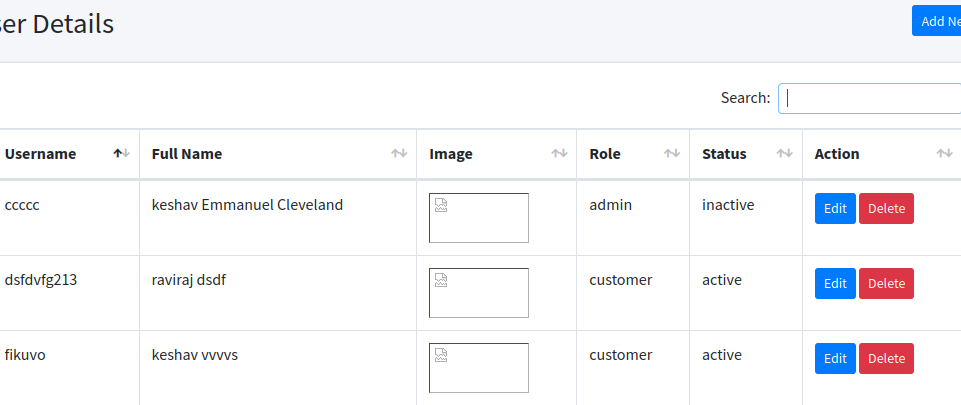 ser Details
Add Ne
Search:
Username Full Name Image Role Status Action
ccccc keshav Emmanuel Cleveland admin inactive Edit Delete
dsfdvfg213 raviraj dsdf customer active Edit Delete
fikuvo keshav vvvvs customer active Edit Delete